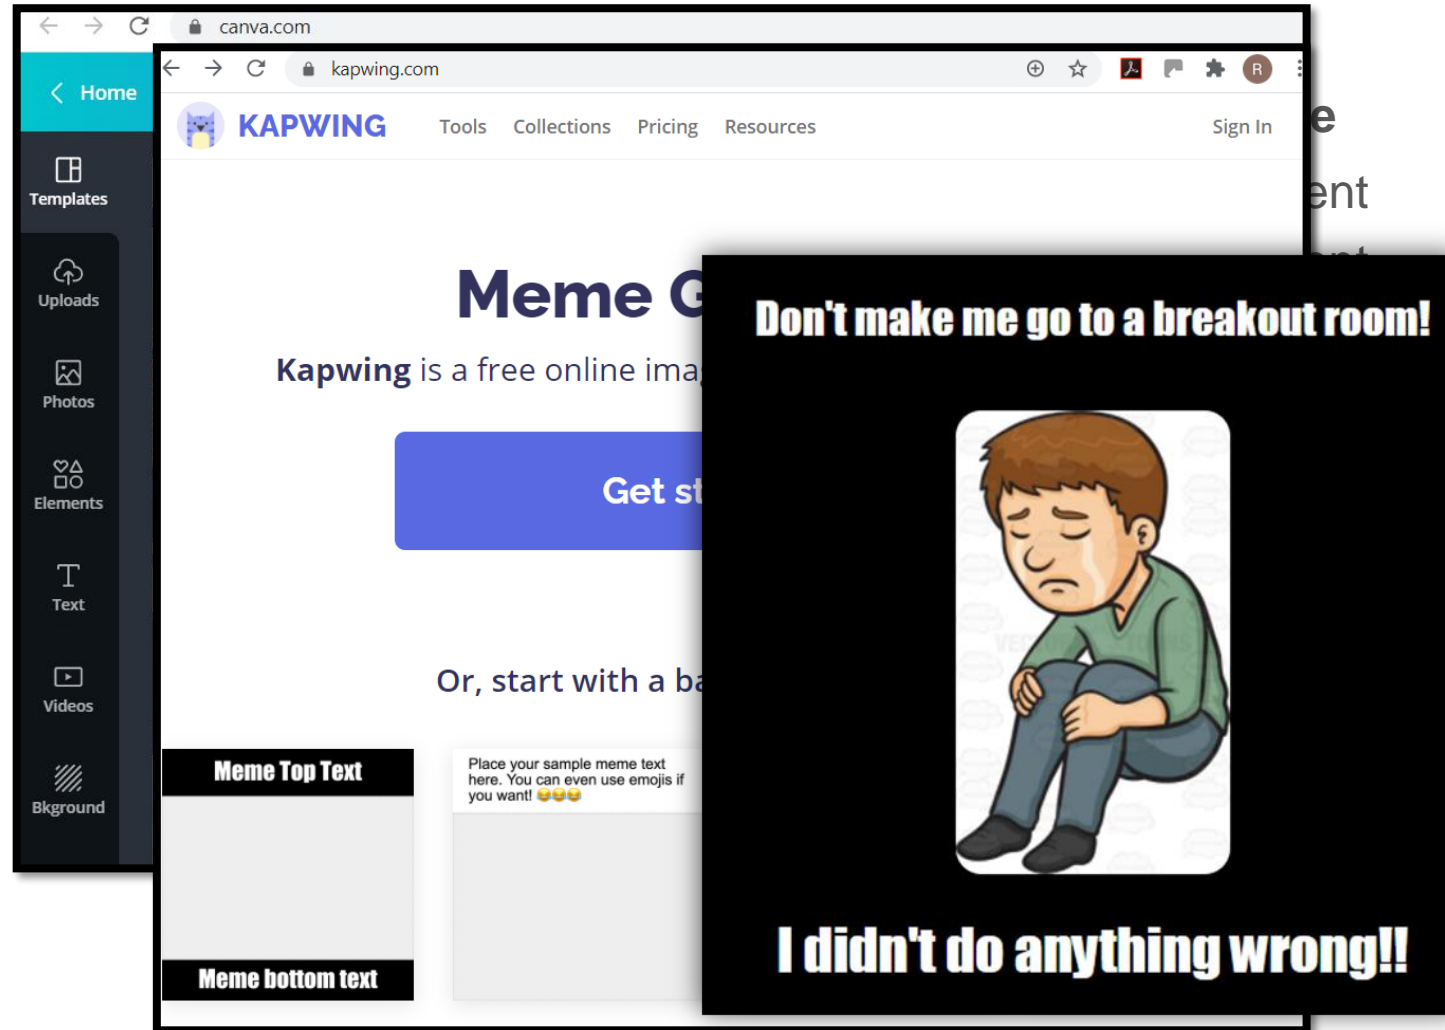 canva.com
Home
Templates
Uploads
Photos
Elements
Text
Videos
Bkground
kapwing.com
R
KAPWING Tools Collections Pricing Resources Sign In
e
ent
Meme G
Kapwing is a free online ima
Get st
Or, start with a ba
Meme Top Text
Meme bottom text
Place your sample meme text
here. You can even use emojis if
you want! 😂😂😂
Don't make me go to a breakout room!
I didn't do anything wrong!!